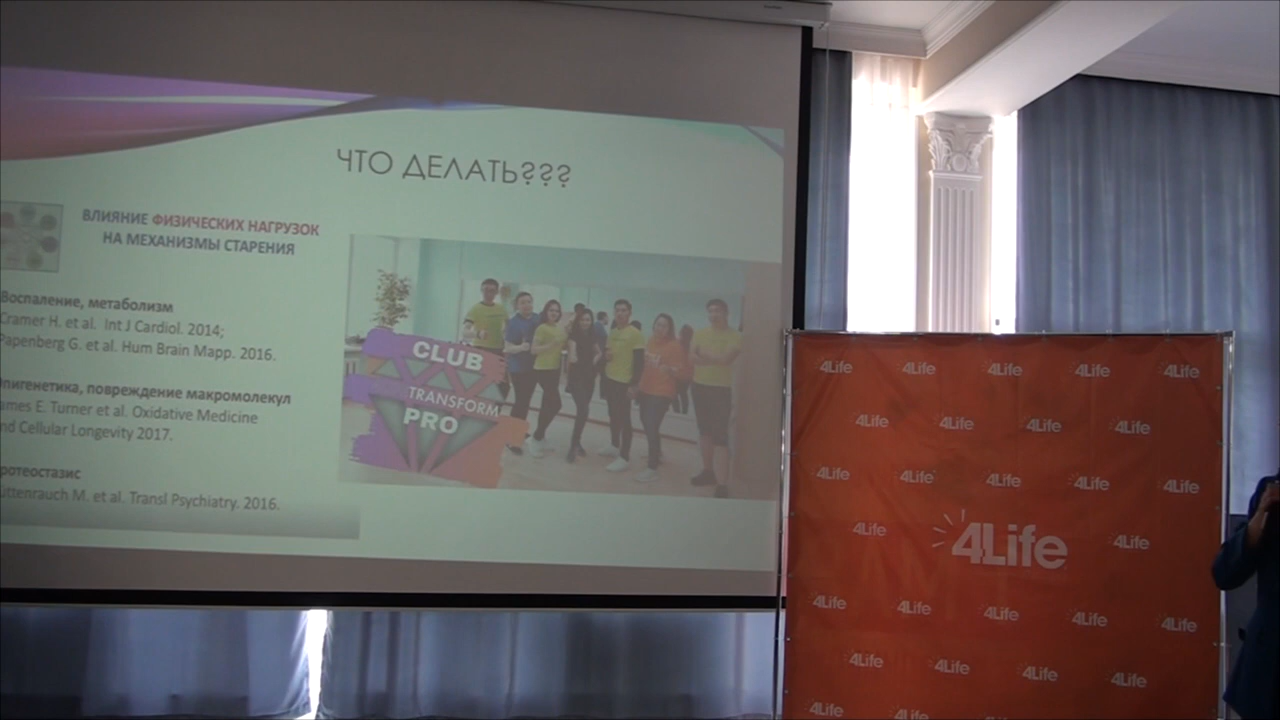 ЧТО ДЕЛАТЬ???
ВЛИЯНИЕ ФИЗИЧЕСКИХ НАГРУЗОК
НА МЕХАНИЗМЫ СТАРЕНИЯ
Воспаление, метаболизм
Cramer H. et al. Int J Cardiol. 2014;
Papenberg G. et al. Hum Brain Mapp. 2016.
пигенетика, повреждение макромолекул
ames E. Turner et al. Oxidative Medicine
nd Cellular Longevity 2017.
ротеостазис
uttenrauch M. et al. Transl Psychiatry. 2016.
CLUB
TRANSFORM
PRO
4Life 4Life 4Life 4Life 4Life
4Life 4Life 4Life 4Life
4Life 4Life 4Life 4Life 4Life
4Life 4Life 4Life
4Life 4Life 4Life 4Life 4Life
4Life 4Life 4Life 4Life
4Life 4Life 4Life 4Life 4Life